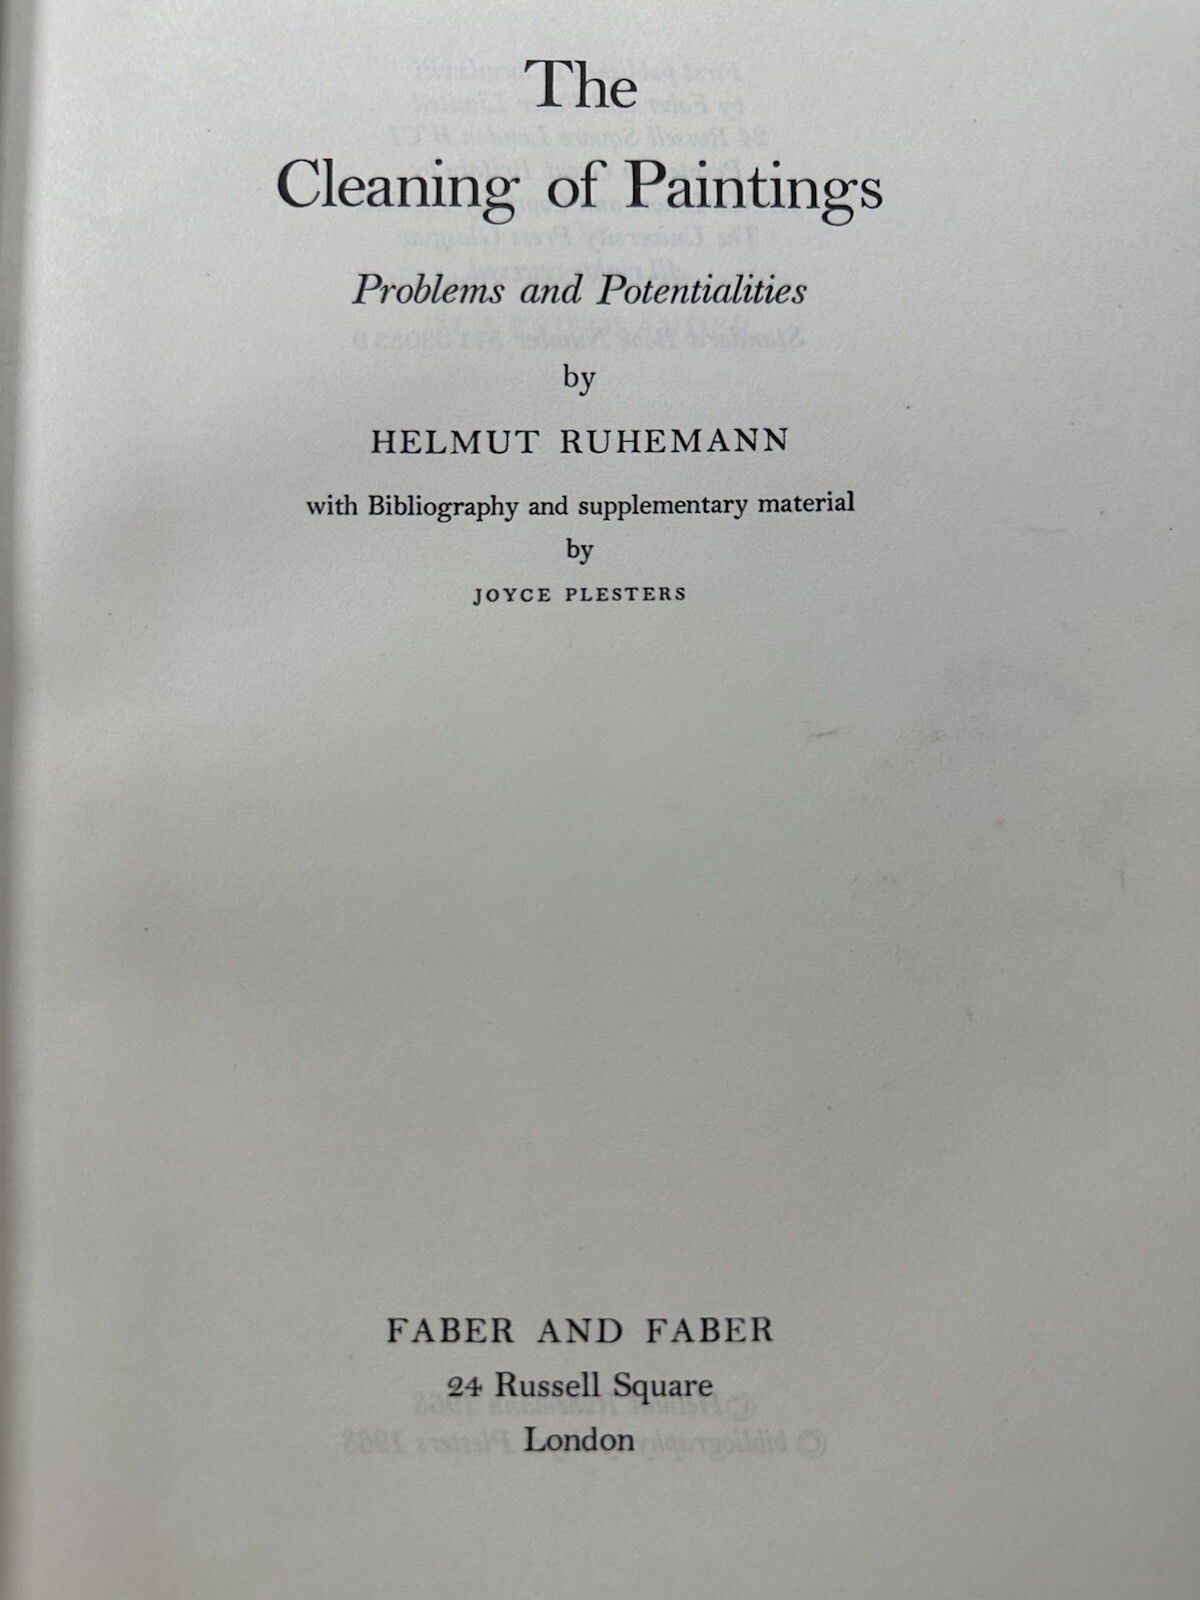 The
Cleaning of Paintings
Problems and Potentialities
by
HELMUT RUHEMANN
with Bibliography and supplementary material
by
JOYCE PLESTERS
FABER AND FABER
24 Russell Square
London